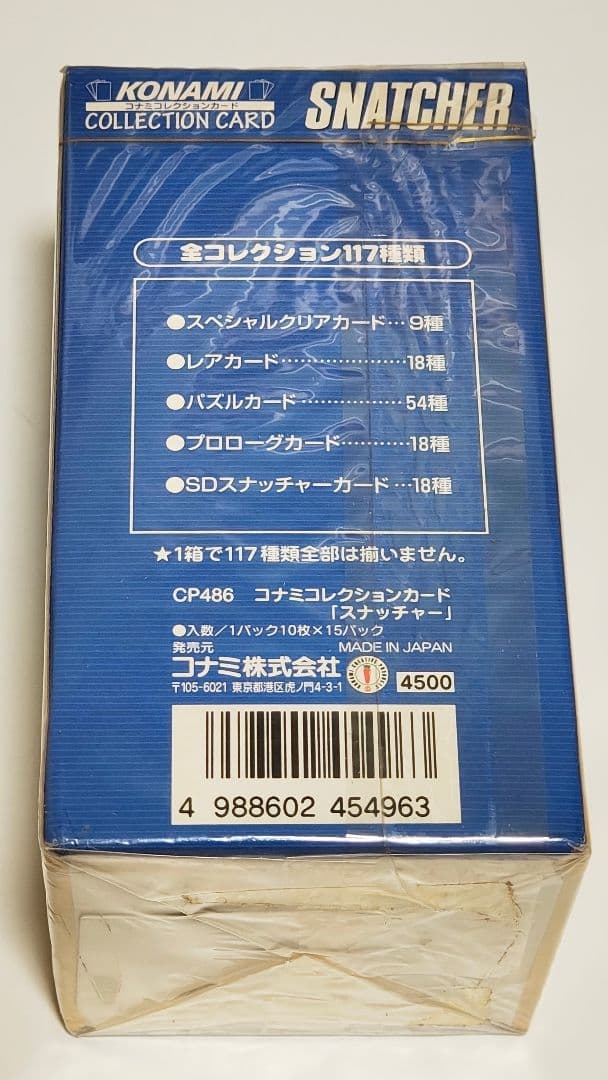 KONAMI
コナミコレクションカード
COLLECTION CARD
SNATCHER
全コレクション117種類
●スペシャルクリアカード…9種
●レアカード…………………18種
●パズルカード………………54種
●プロローグカード…………18種
●SDスナッチャーカード…18種
★1箱で117種類全部は揃いません。
CP486 コナミコレクションカード
「スナッチャー」
●入数/1パック10枚×15パック
発売元 MADE IN JAPAN
コナミ株式会社
〒105-6021 東京都港区虎ノ門4-3-1
4500
4 988602 454963